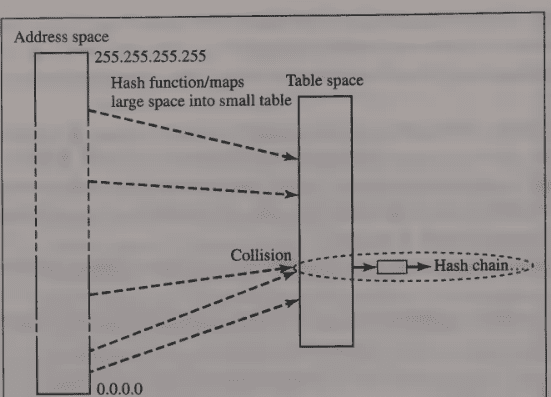 Address space
255.255.255.255
Hash function/maps
large space into small table
Table space
Collision
Hash chain...
0.0.0.0